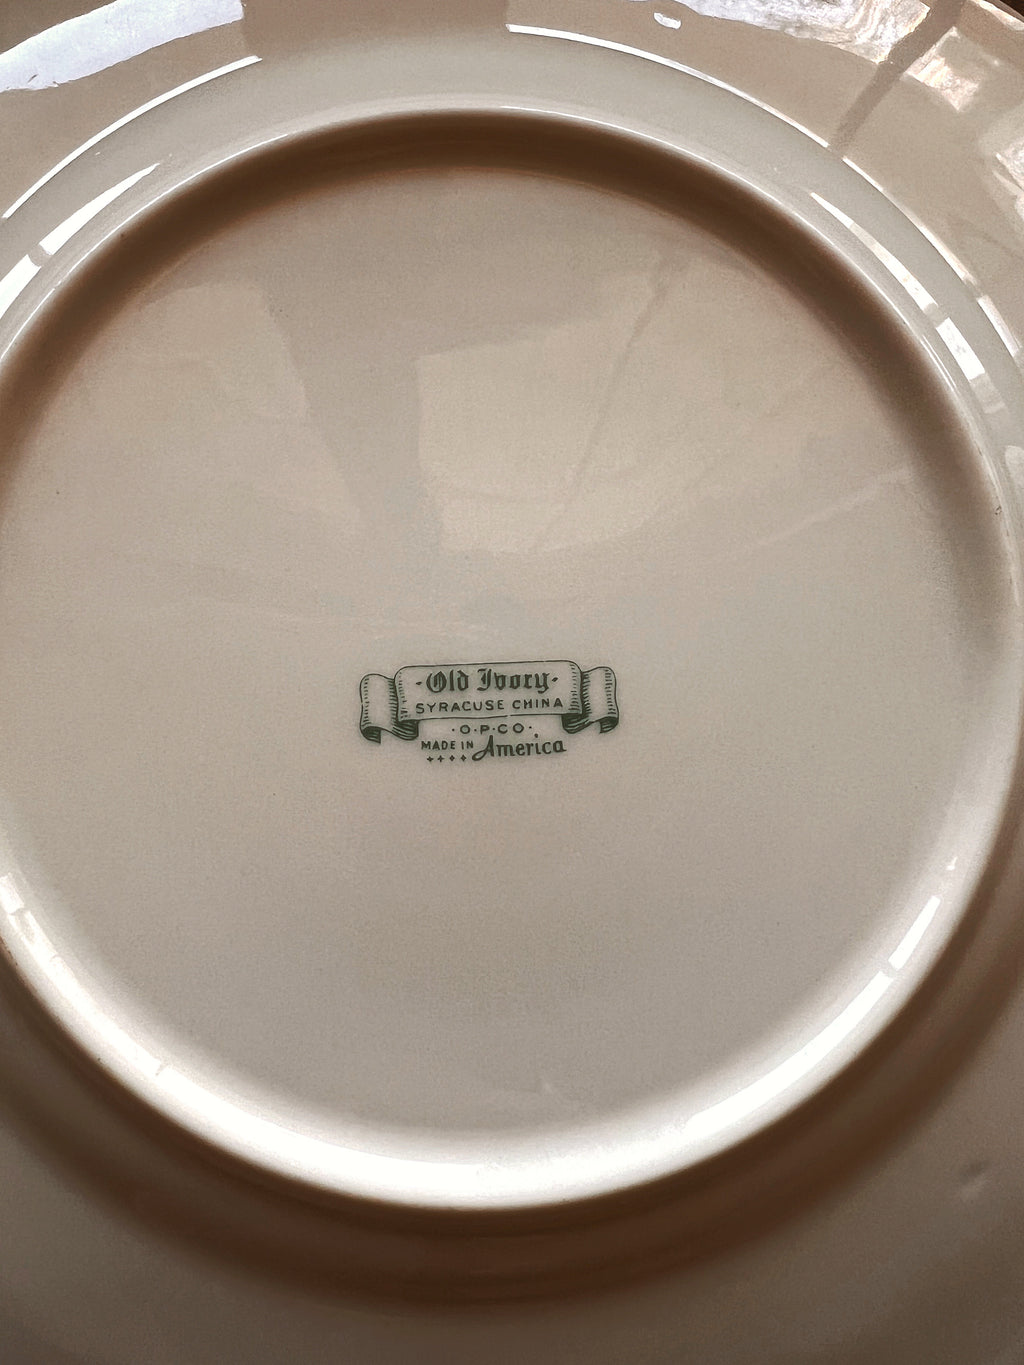 ·Old Ivory·
SYRACUSE CHINA
·O·P·CO·
MADE IN America
++++